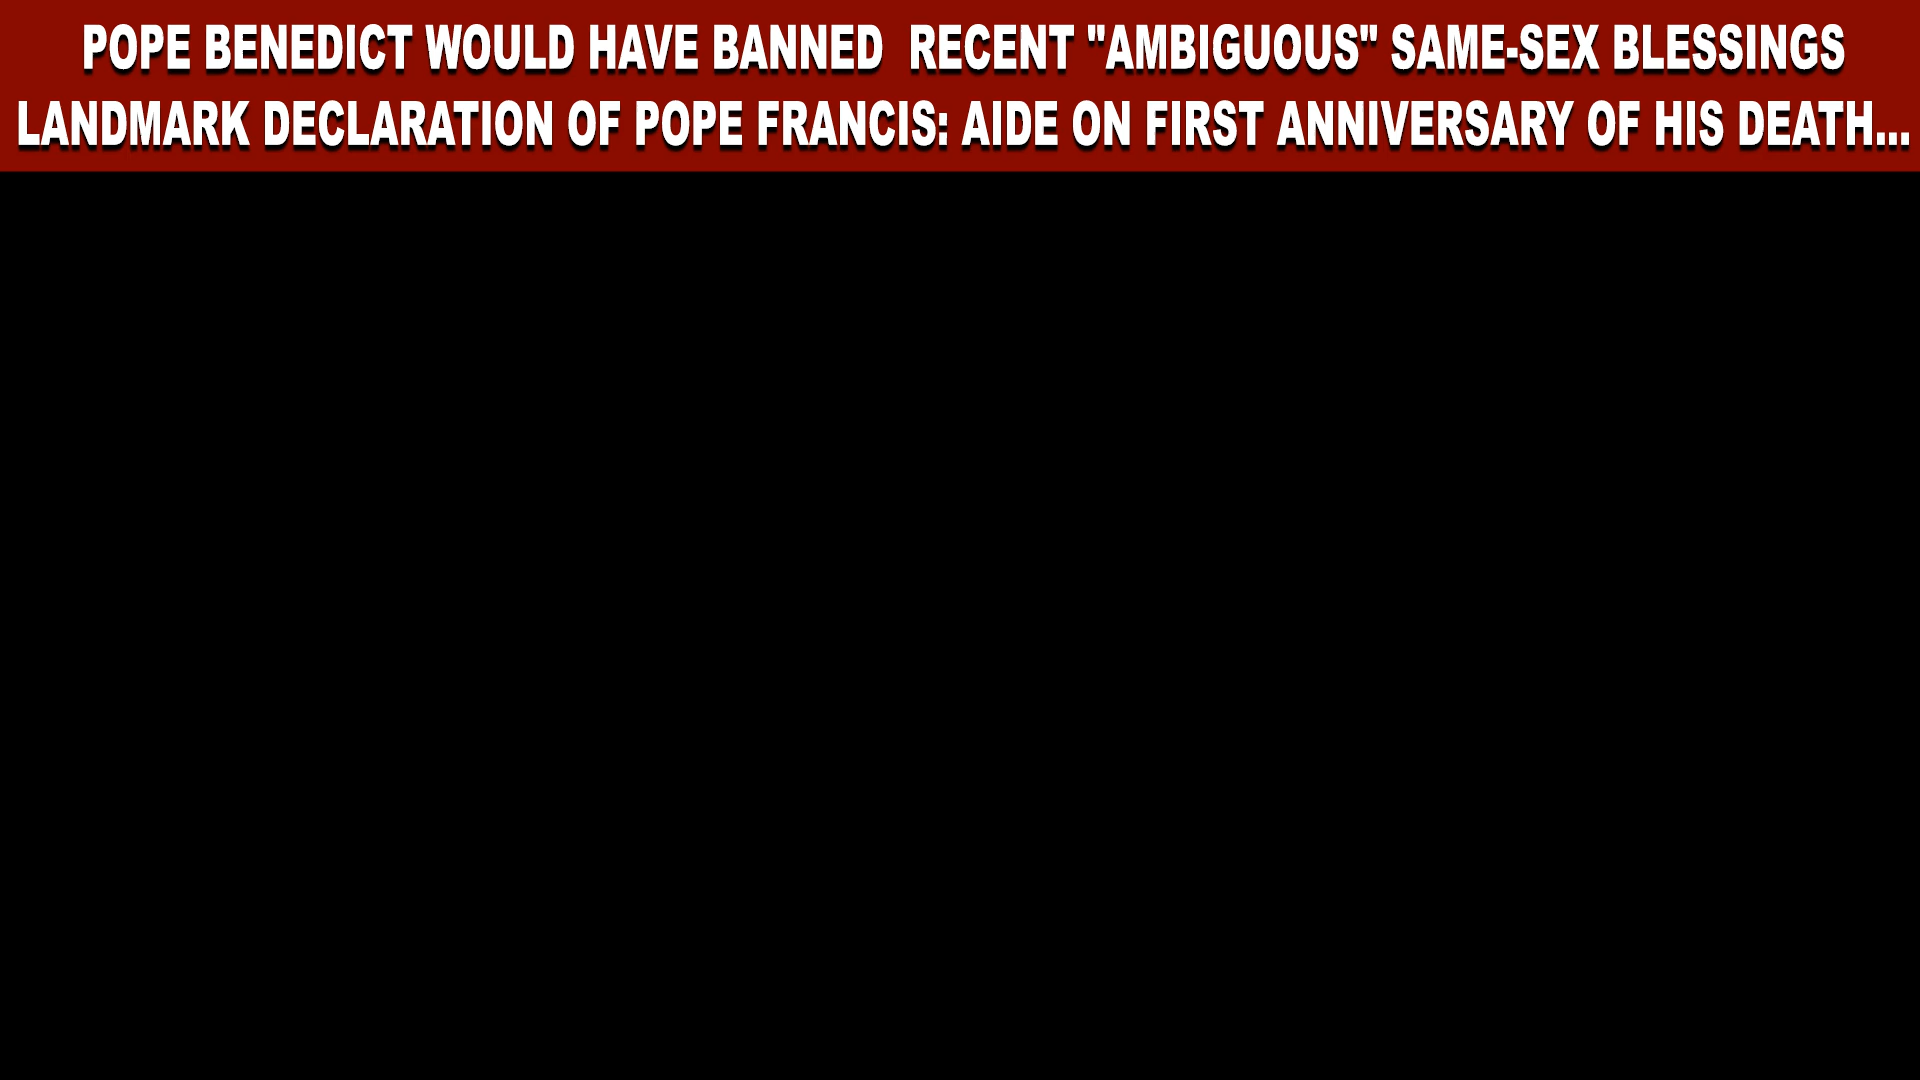 POPE BENEDICT WOULD HAVE BANNED  RECENT "AMBIGUOUS" SAME-SEX BLESSINGS
LANDMARK DECLARATION OF POPE FRANCIS: AIDE ON FIRST ANNIVERSARY OF HIS DEATH...